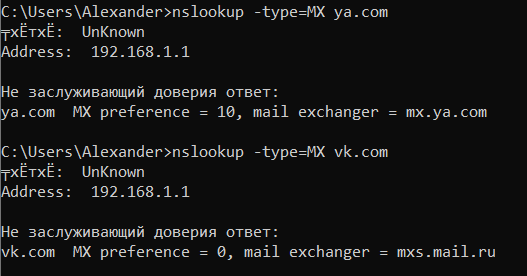 C:\Users\Alexander>nslookup -type=MX ya.com
╤хЁтхЁ:  UnKnown
Address:  192.168.1.1

Не заслуживающий доверия ответ:
ya.com  MX preference = 10, mail exchanger = mx.ya.com

C:\Users\Alexander>nslookup -type=MX vk.com
╤хЁтхЁ:  UnKnown
Address:  192.168.1.1

Не заслуживающий доверия ответ:
vk.com  MX preference = 0, mail exchanger = mxs.mail.ru